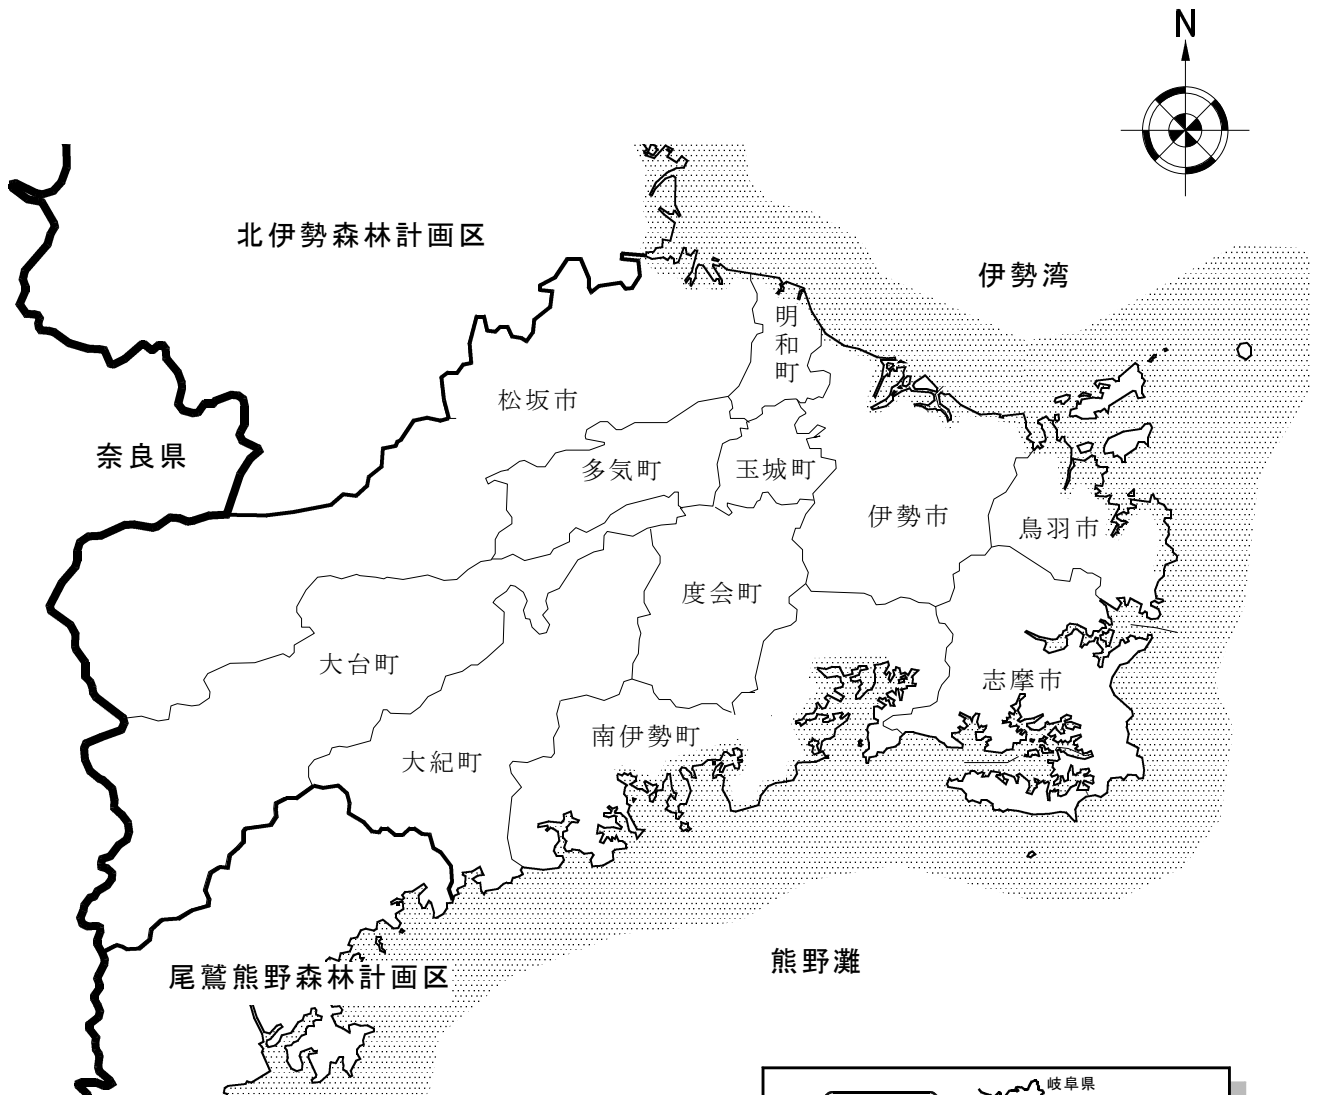 N
北伊勢森林計画区
伊勢湾
明和町
松坂市
奈良県
多気町
玉城町
伊勢市
鳥羽市
度会町
大台町
志摩市
南伊勢町
大紀町
熊野灘
尾鷲熊野森林計画区
岐阜県